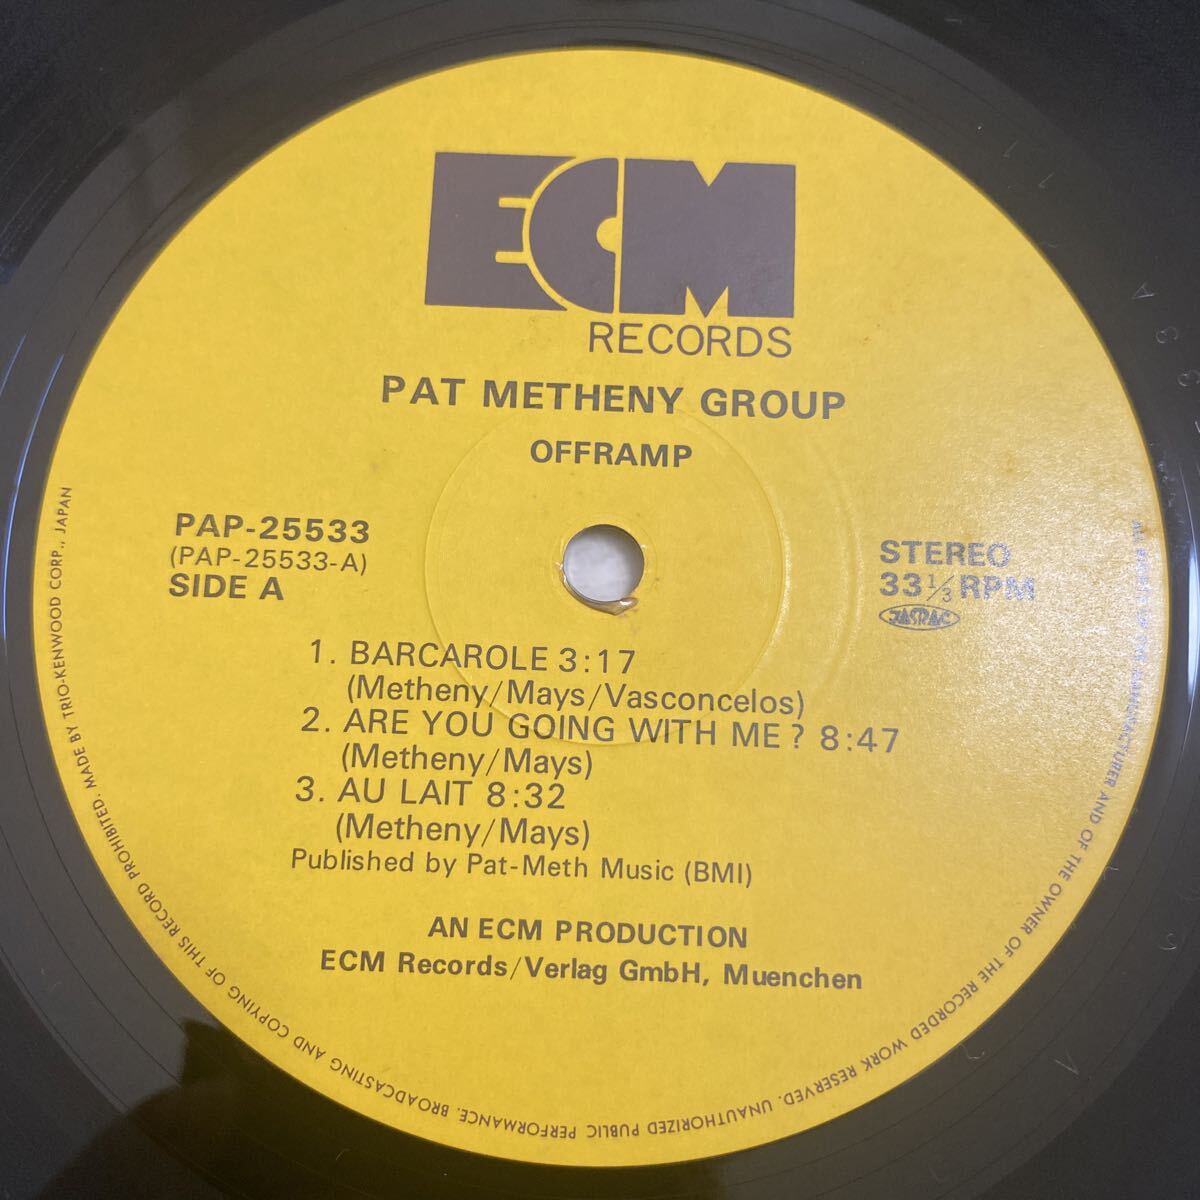 ECM
RECORDS
PAT METHENY GROUP
OFFRAMP
PAP-25533
(PAP-25533-A)
SIDE A
STEREO
33 1/3 RPM
JASRAC
1. BARCAROLE 3:17
(Metheny/Mays/Vasconcelos)
2. ARE YOU GOING WITH ME? 8:47
(Metheny/Mays)
3. AU LAIT 8:32
(Metheny/Mays)
Published by Pat-Meth Music (BMI)
AN ECM PRODUCTION
ECM Records/Verlag GmbH, Muenchen
ALL RIGHTS OF THE MANUFACTURER AND OF THE OWNER OF THE RECORDED WORK RESERVED. UNAUTHORIZED PUBLIC PERFORMANCE. BROADCASTING AND COPYING OF THIS RECORD PROHIBITED. MADE BY TRIO-KENWOOD CORP., JAPAN